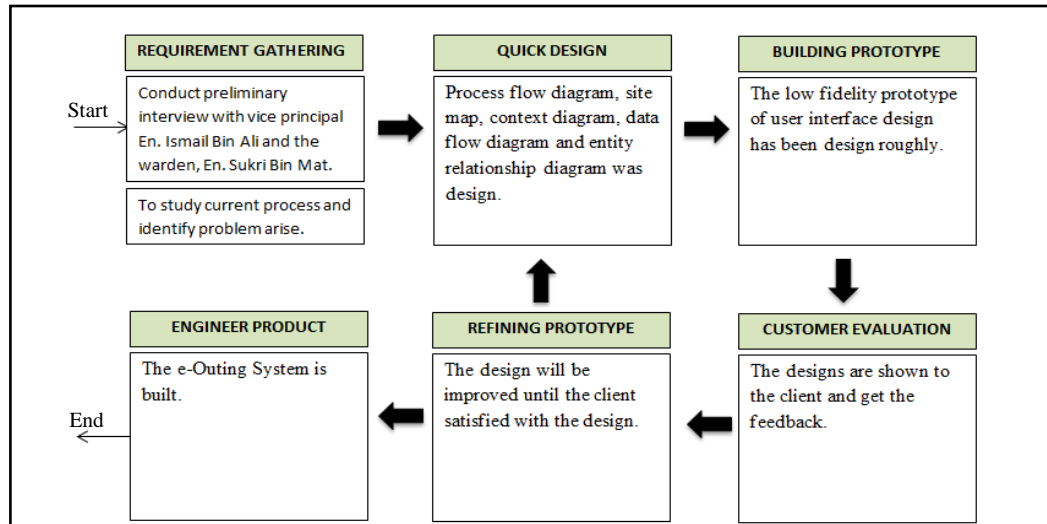 REQUIREMENT GATHERING
Start
Conduct preliminary
interview with vice principal
En. Ismail Bin Ali and the
warden, En. Sukri Bin Mat.
To study current process and
identify problem arise.
QUICK DESIGN
Process flow diagram, site
map, context diagram, data
flow diagram and entity
relationship diagram was
design.
BUILDING PROTOTYPE
The low fidelity prototype
of user interface design
has been design roughly.
CUSTOMER EVALUATION
The designs are shown to
the client and get the
feedback.
REFINING PROTOTYPE
The design will be
improved until the client
satisfied with the design.
ENGINEER PRODUCT
The e-Outing System is
built.
End